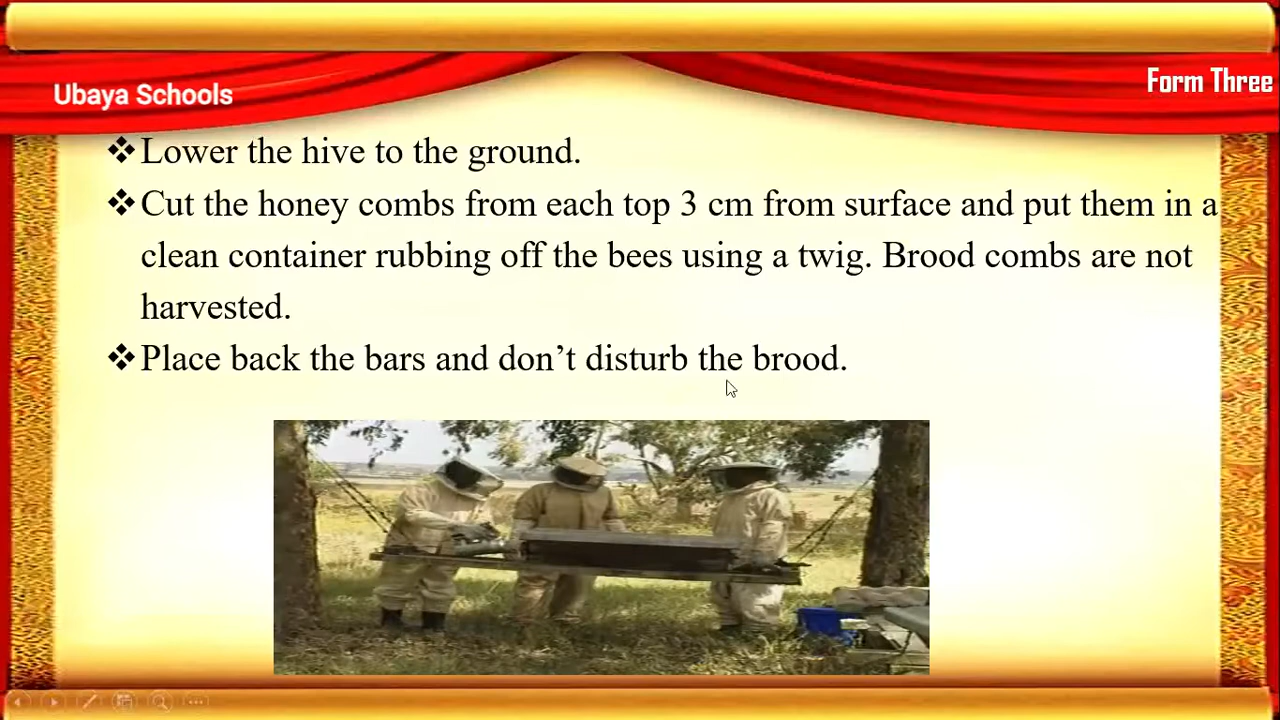 Ubaya Schools
Form Three
❖Lower the hive to the ground.
❖Cut the honey combs from each top 3 cm from surface and put them in a
clean container rubbing off the bees using a twig. Brood combs are not
harvested.
❖Place back the bars and don’t disturb the brood.